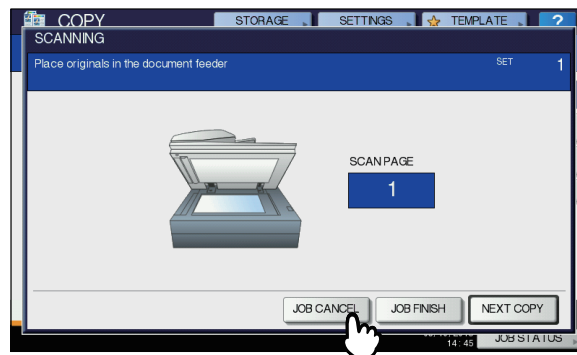 COPY STORAGE SETTINGS TEMPLATE ?
SCANNING
Place originals in the document feeder SET 1
SCAN PAGE
1
JOB CANCEL JOB FINISH NEXT COPY
14:45 JOB STATUS